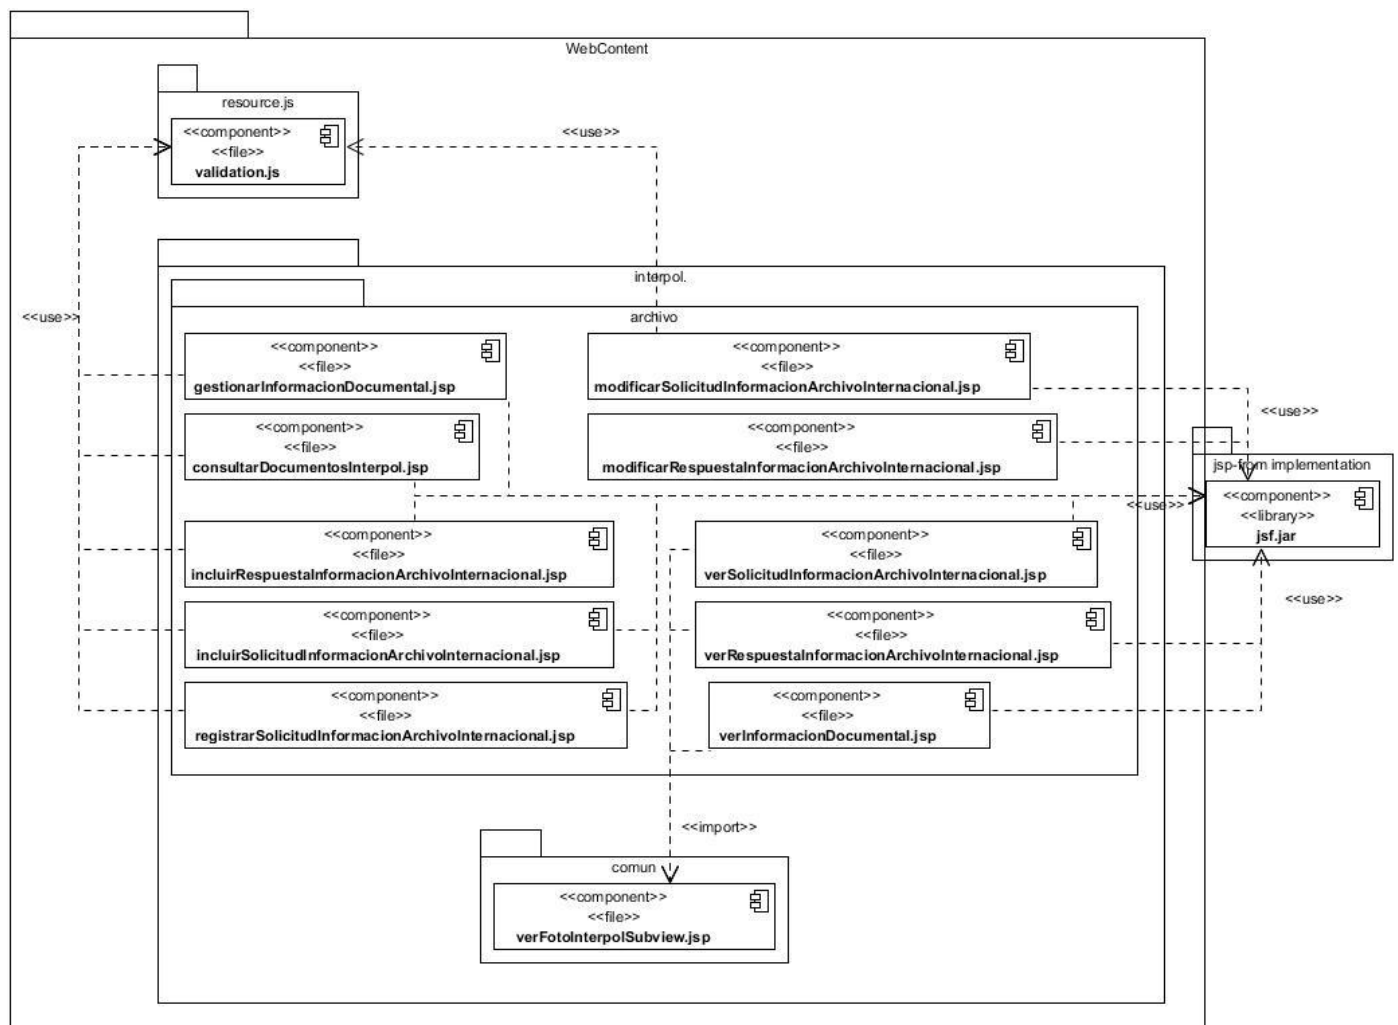 WebContent
resource.js
<<component>>
<<file>>
validation.js
<<use>>
<<use>>
interpol.
archivo
<<component>>
<<file>>
gestionarInformacionDocumental.jsp
<<component>>
<<file>>
modificarSolicitudInformacionArchivoInternacional.jsp
<<use>>
<<component>>
<<file>>
consultarDocumentosInterpol.jsp
<<component>>
<<file>>
modificarRespuestaInformacionArchivoInternacional.jsp
jsp-from implementation
<<component>>
<<library>>
jsf.jar
<<use>>
<<component>>
<<file>>
incluirRespuestaInformacionArchivoInternacional.jsp
<<component>>
<<file>>
verSolicitudInformacionArchivoInternacional.jsp
<<use>>
<<component>>
<<file>>
incluirSolicitudInformacionArchivoInternacional.jsp
<<component>>
<<file>>
verRespuestaInformacionArchivoInternacional.jsp
<<component>>
<<file>>
registrarSolicitudInformacionArchivoInternacional.jsp
<<component>>
<<file>>
verInformacionDocumental.jsp
<<import>>
comun
<<component>>
<<file>>
verFotoInterpolSubview.jsp